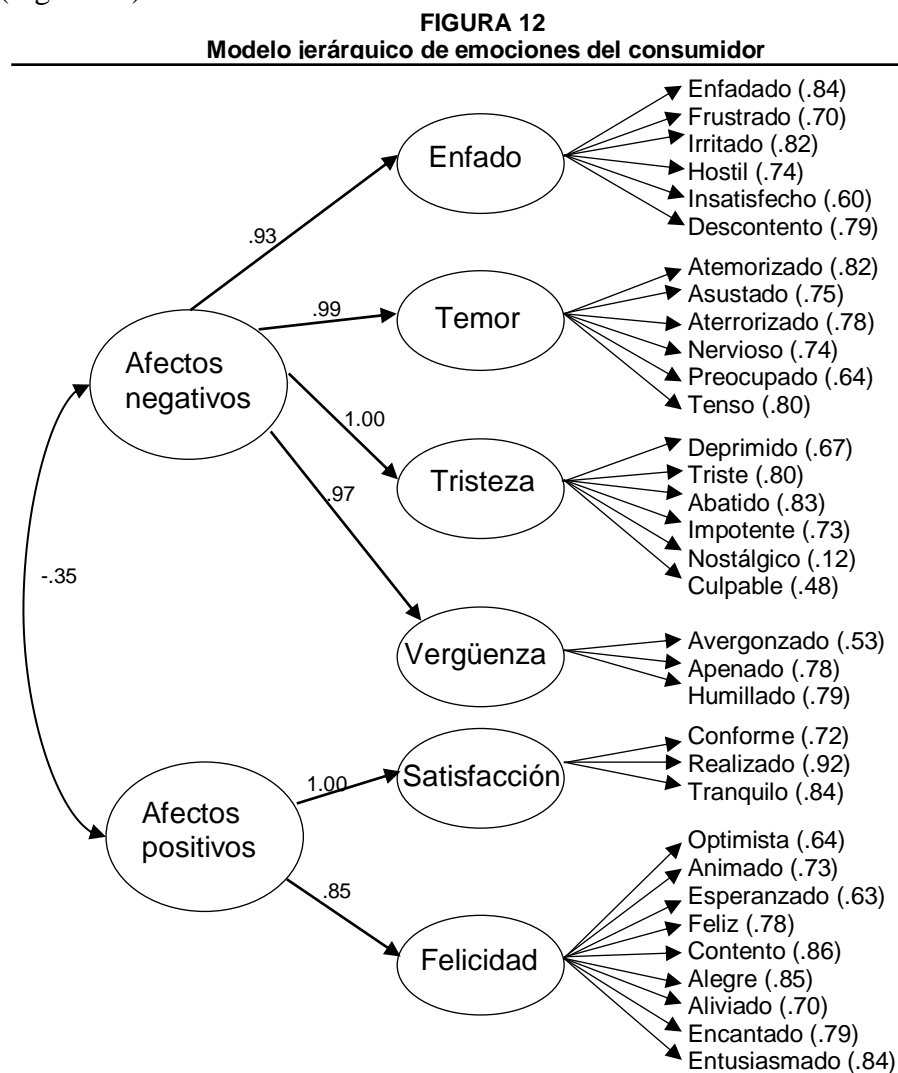 FIGURA 12
Modelo jerárquico de emociones del consumidor
Enfado
Enfadado (.84)
Frustrado (.70)
Irritado (.82)
Hostil (.74)
Insatisfecho (.60)
Descontento (.79)
.93
Temor
Atemorizado (.82)
Asustado (.75)
Aterrorizado (.78)
Nervioso (.74)
Preocupado (.64)
Tenso (.80)
.99
Afectos
negativos
1.00
Tristeza
Deprimido (.67)
Triste (.80)
Abatido (.83)
Impotente (.73)
Nostálgico (.12)
Culpable (.48)
.97
-.35
Vergüenza
Avergonzado (.53)
Apenado (.78)
Humillado (.79)
Satisfacción
Conforme (.72)
Realizado (.92)
Tranquilo (.84)
1.00
Afectos
positivos
.85
Felicidad
Optimista (.64)
Animado (.73)
Esperanzado (.63)
Feliz (.78)
Contento (.86)
Alegre (.85)
Aliviado (.70)
Encantado (.79)
Entusiasmado (.84)